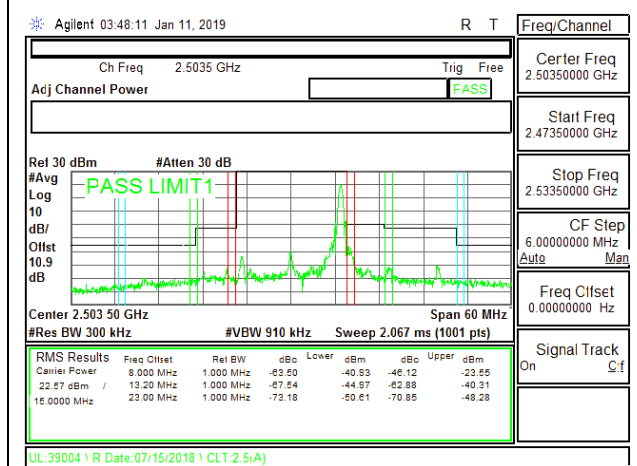 Agilent 03:48:11 Jan 11, 2019 R T
Freq/Channel
Ch Freq 2.5035 GHz Trig Free
Adj Channel Power PASS
Center Freq
2.50350000 GHz
Start Freq
2.47350000 GHz
Stop Freq
2.53350000 GHz
CF Step
6.00000000 MHz
Auto Man
Freq Offset
0.00000000 Hz
Signal Track
On Off
Ref 30 dBm #Atten 30 dB
#Avg
Log
10
dB/
Offst
10.9
dB
PASS LIMIT1
Center 2.503 50 GHz Span 60 MHz
#Res BW 300 kHz #VBW 910 kHz Sweep 2.067 ms (1001 pts)
RMS Results Freq Offset Ref BW dBc Lower dBm dBc Upper dBm
Carrier Power 8.000 MHz 1.000 MHz -63.50 -40.93 -46.12 -23.55
22.57 dBm / 13.20 MHz 1.000 MHz -67.54 -44.97 -62.88 -40.31
15.0000 MHz 23.00 MHz 1.000 MHz -73.18 -50.61 -70.85 -48.28
UL:39004 \ R Date:07/15/2018 \ CLT:2.5(A)